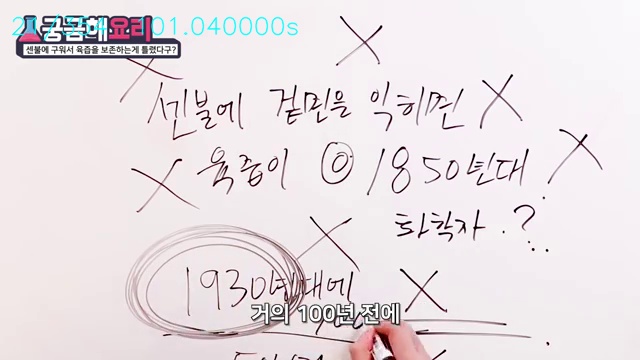 101.040000s
궁금해요리
센불에 구워서 육즙을 보존하는게 틀렸다구?
센불에 겉면을 익히면
육즙이 ◎ 1850년대
화학자 . ?
1930년대에
거의 100년 전에